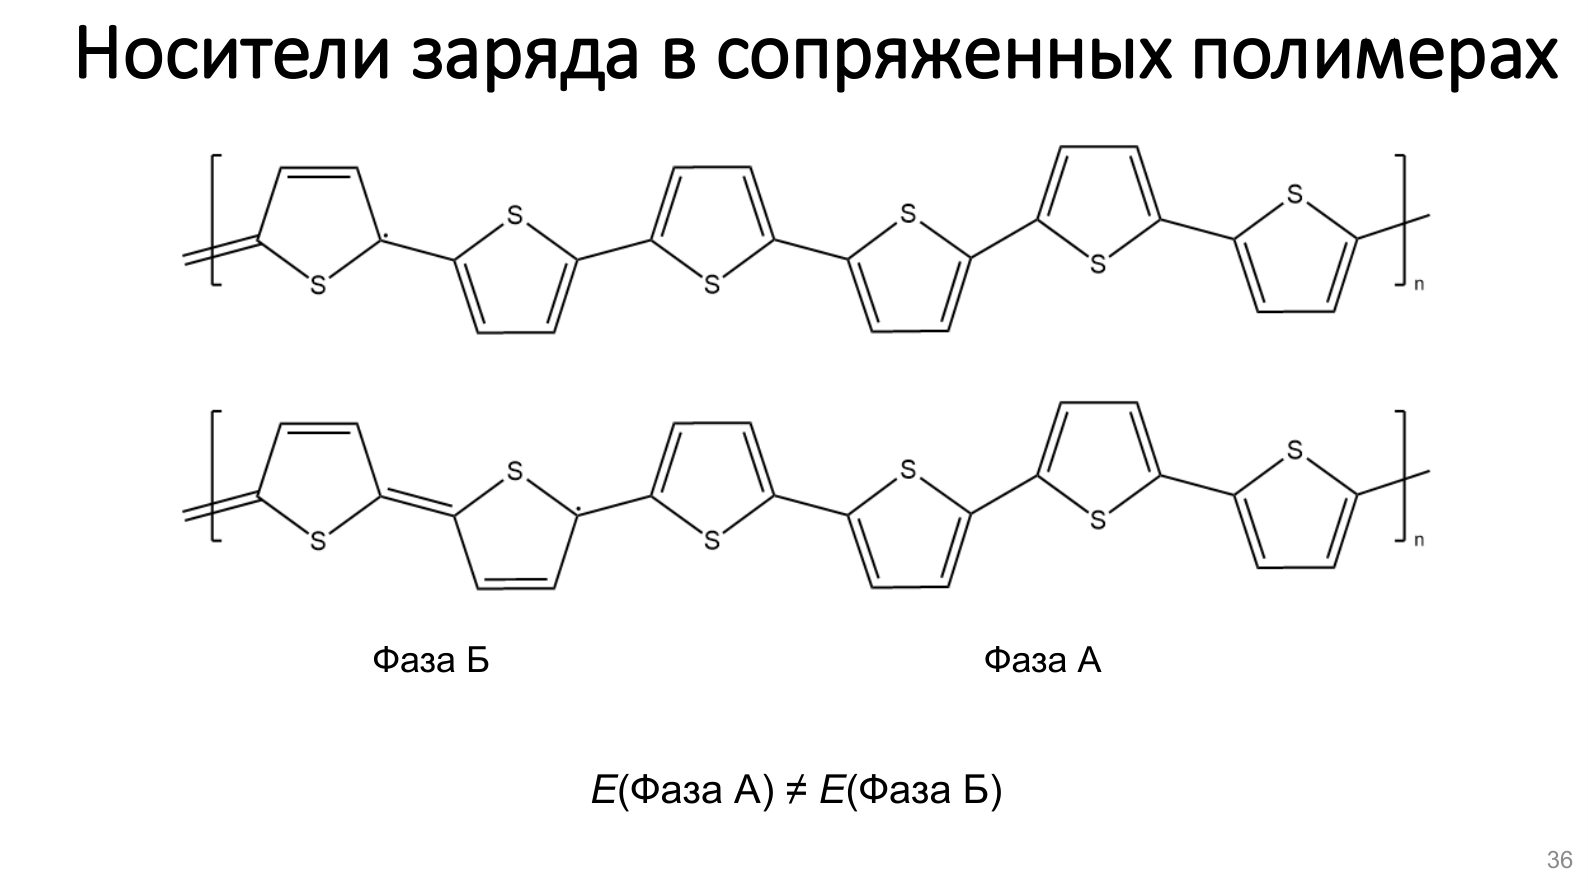 Носители заряда в сопряженных полимерах
S S S S S S n
S S S S S S n
Фаза Б Фаза А
E(Фаза А) ≠ E(Фаза Б)
36